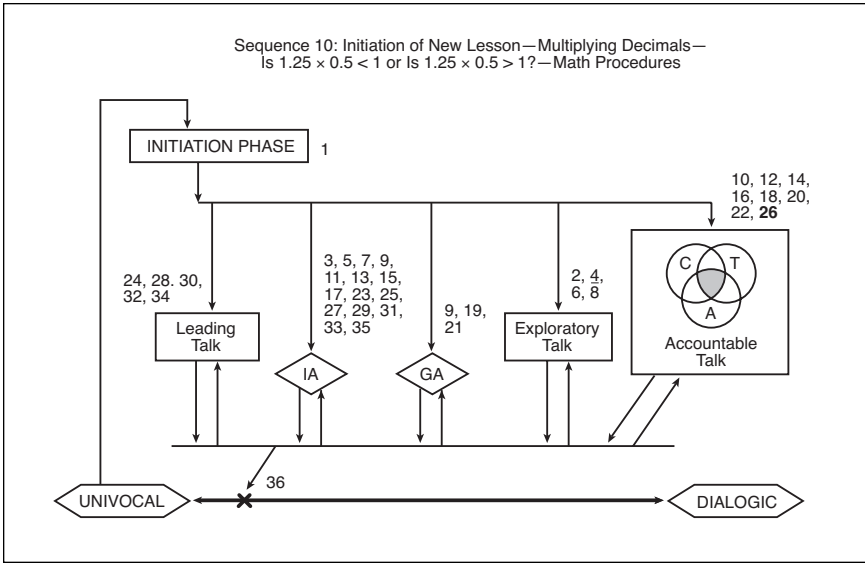 Sequence 10: Initiation of New Lesson—Multiplying Decimals—
Is 1.25 × 0.5 < 1 or Is 1.25 × 0.5 > 1?—Math Procedures
INITIATION PHASE
1
10, 12, 14,
16, 18, 20,
22, 26
24, 28. 30,
32, 34
3, 5, 7, 9,
11, 13, 15,
17, 23, 25,
27, 29, 31,
33, 35
9, 19,
21
2, 4,
6, 8
C
T
A
Leading
Talk
IA
GA
Exploratory
Talk
Accountable
Talk
36
UNIVOCAL
DIALOGIC